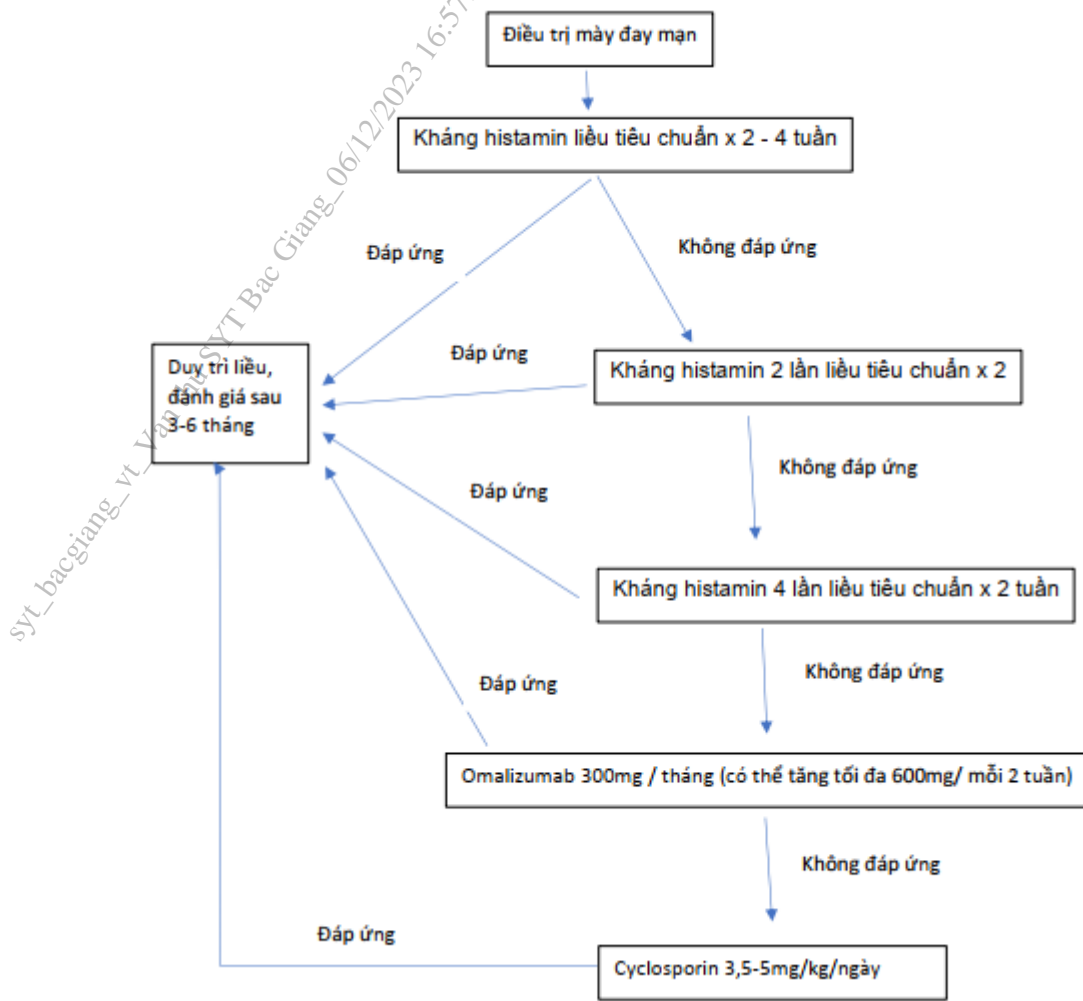 Điều trị mày đay mạn
Kháng histamin liều tiêu chuẩn x 2 - 4 tuần
Đáp ứng
Không đáp ứng
Duy trì liều,
đánh giá sau
3-6 tháng
Đáp ứng
Kháng histamin 2 lần liều tiêu chuẩn x 2
Không đáp ứng
Đáp ứng
Kháng histamin 4 lần liều tiêu chuẩn x 2 tuần
Không đáp ứng
Đáp ứng
Omalizumab 300mg / tháng (có thể tăng tối đa 600mg/ mỗi 2 tuần)
Không đáp ứng
Đáp ứng
Cyclosporin 3,5-5mg/kg/ngày
syt_bacgiang_vt_Van thu SYT Bac Giang_06/12/2023 16:57